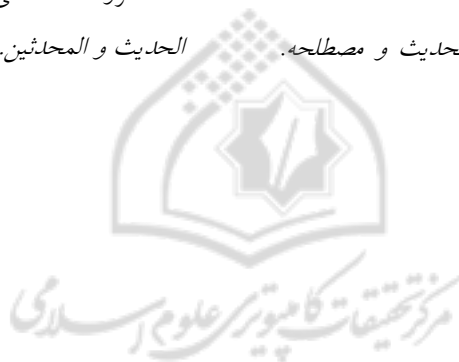 حدیث و مصطلحه. الحدیث و المحدثین.
مرکز تحقیقات کامپیوتری علوم اسلامی